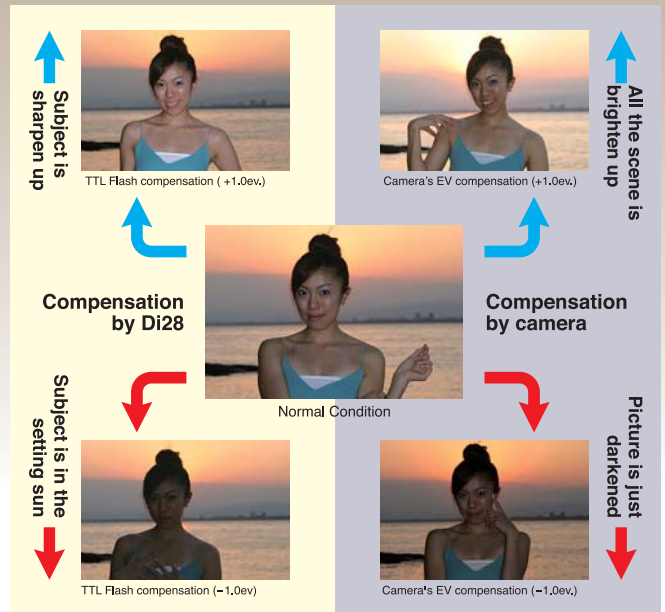 Subject is
sharpen up
TTL Flash compensation ( +1.0ev.)
All the scene is
brighten up
Camera's EV compensation (+1.0ev.)
Compensation
by Di28
Compensation
by camera
Normal Condition
Subject is in the
setting sun
TTL Flash compensation (−1.0ev)
Picture is just
darkened
Camera's EV compensation (−1.0ev.)